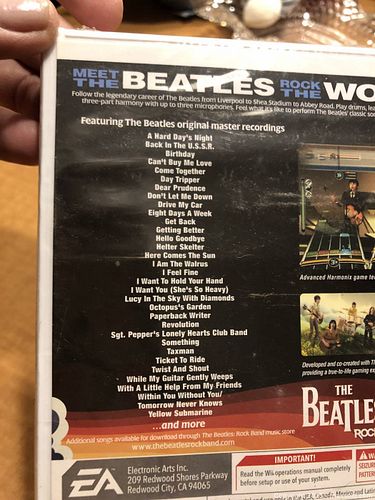 MEET THE BEATLES ROCK THE WO
Follow the legendary career of The Beatles from Liverpool to Shea Stadium to Abbey Road. Play drums, lea
three-part harmony with up to three microphones. Feel what it's like to perform The Beatles' classic son
Featuring The Beatles original master recordings
A Hard Day's Night
Back In The U.S.S.R.
Birthday
Can't Buy Me Love
Come Together
Day Tripper
Dear Prudence
Don't Let Me Down
Drive My Car
Eight Days A Week
Get Back
Getting Better
Hello Goodbye
Helter Skelter
Here Comes The Sun
I Am The Walrus
I Feel Fine
I Want To Hold Your Hand
I Want You (She's So Heavy)
Lucy In The Sky With Diamonds
Octopus's Garden
Paperback Writer
Revolution
Sgt. Pepper's Lonely Hearts Club Band
Something
Taxman
Ticket To Ride
Twist And Shout
While My Guitar Gently Weeps
With A Little Help From My Friends
Within You Without You/
Tomorrow Never Knows
Yellow Submarine
...and more
Additional songs available for download through The Beatles: Rock Band music store
www.thebeatlesrockband.com
Advanced Harmonix game te
Developed and co-created with T
providing a true-to-life gaming ex
THE
BEATLE
ROC
EA
Electronic Arts Inc.
209 Redwood Shores Parkway
Redwood City, CA 94065
IMPORTANT!
Read the Wii operations manual completely
before setup or use of your system.
WA
SEIZUR
PATTER